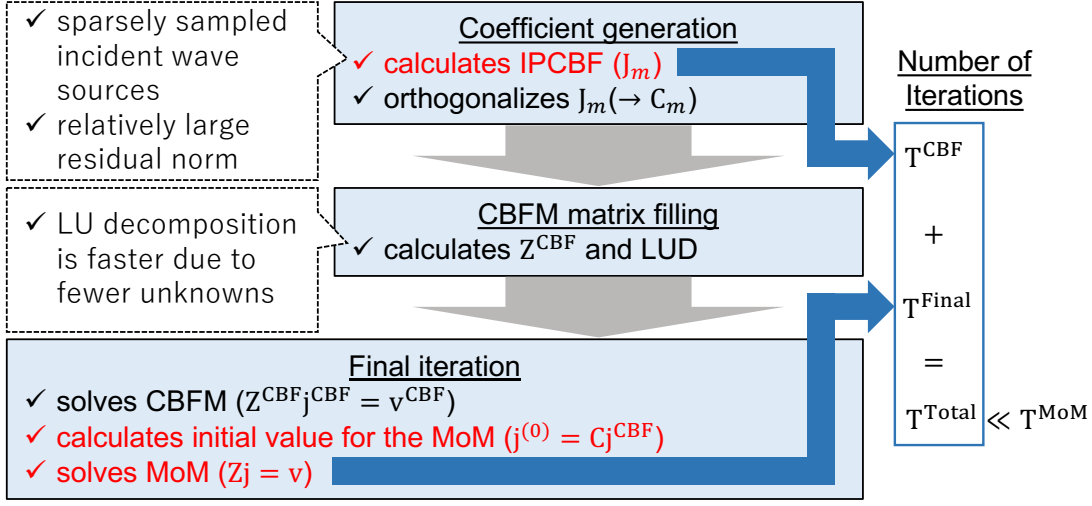 ✓ sparsely sampled
incident wave
sources
✓ relatively large
residual norm
Coefficient generation
✓ calculates IPCBF (J_m)
✓ orthogonalizes J_m(→ C_m)
✓ LU decomposition
is faster due to
fewer unknowns
CBFM matrix filling
✓ calculates Z^CBF and LUD
Final iteration
✓ solves CBFM (Z^CBF j^CBF = v^CBF)
✓ calculates initial value for the MoM (j^(0) = Cj^CBF)
✓ solves MoM (Zj = v)
Number of
Iterations
T^CBF
+
T^Final
=
T^Total ≪ T^MoM